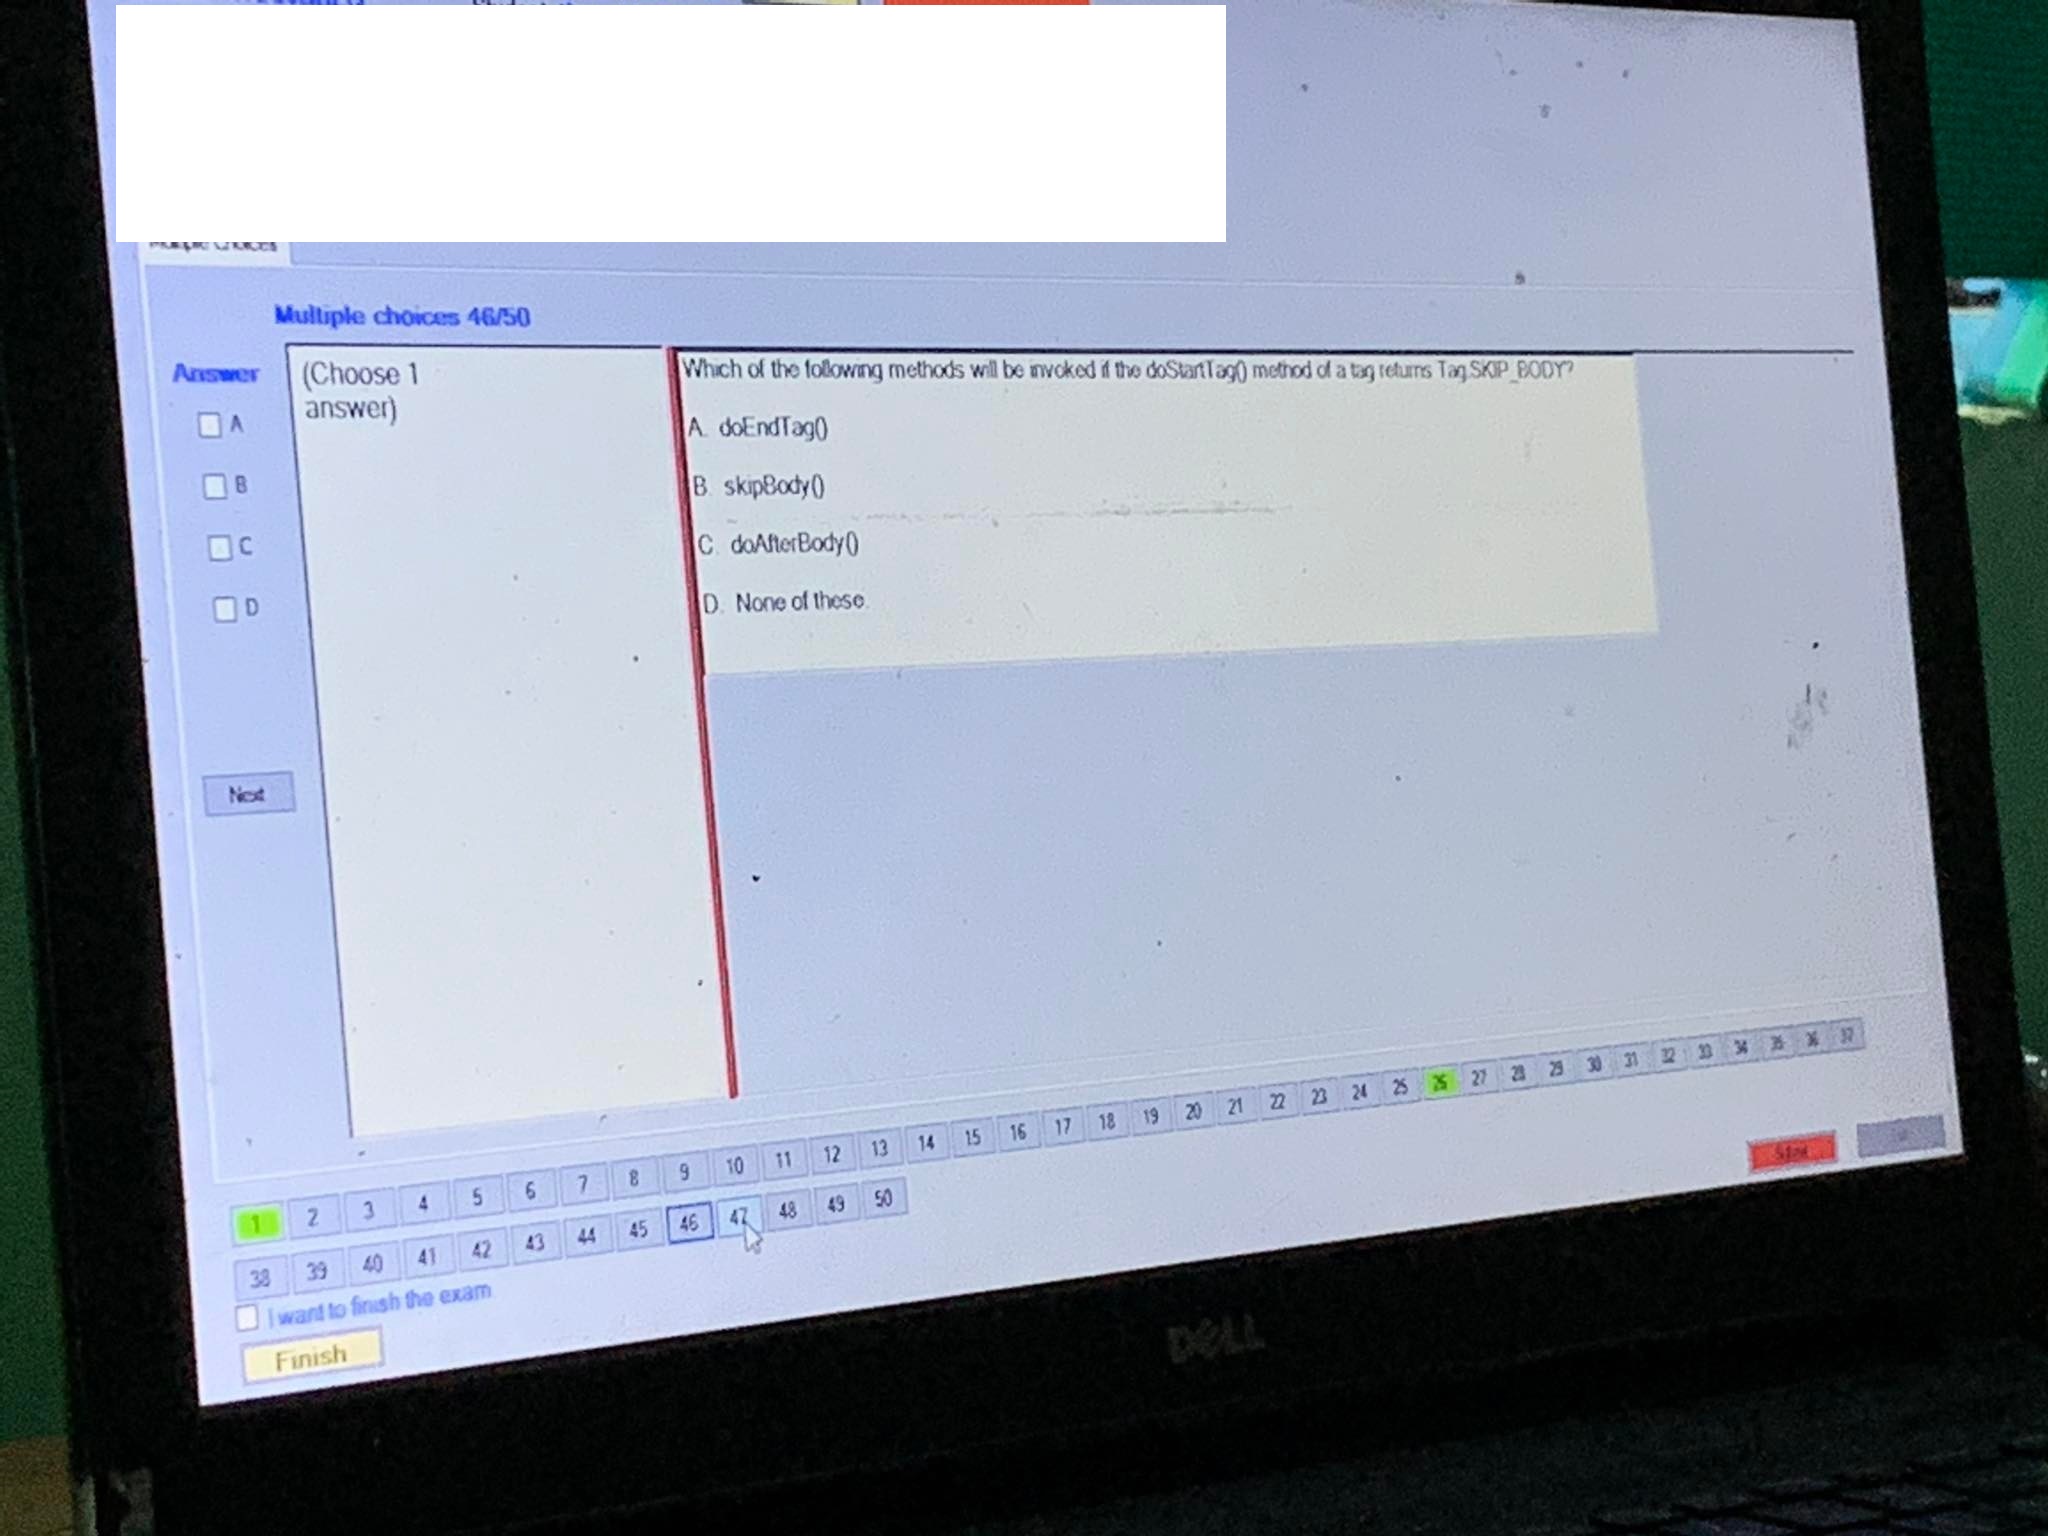 Multiple Choices
Multiple choices 46/50
Answer
(Choose 1
answer)
A
B
C
D
Next
Which of the following methods will be invoked if the doStartTag() method of a tag returns Tag.SKIP_BODY?
A. doEndTag()
B. skipBody()
C. doAfterBody()
D. None of these.
1 2 3 4 5 6 7 8 9 10 11 12 13 14 15 16 17 18 19 20 21 22 23 24 25 26 27 28 29 30 31 32 33 34 35 36 37
38 39 40 41 42 43 44 45 46 47 48 49 50
I want to finish the exam
Finish
DELL